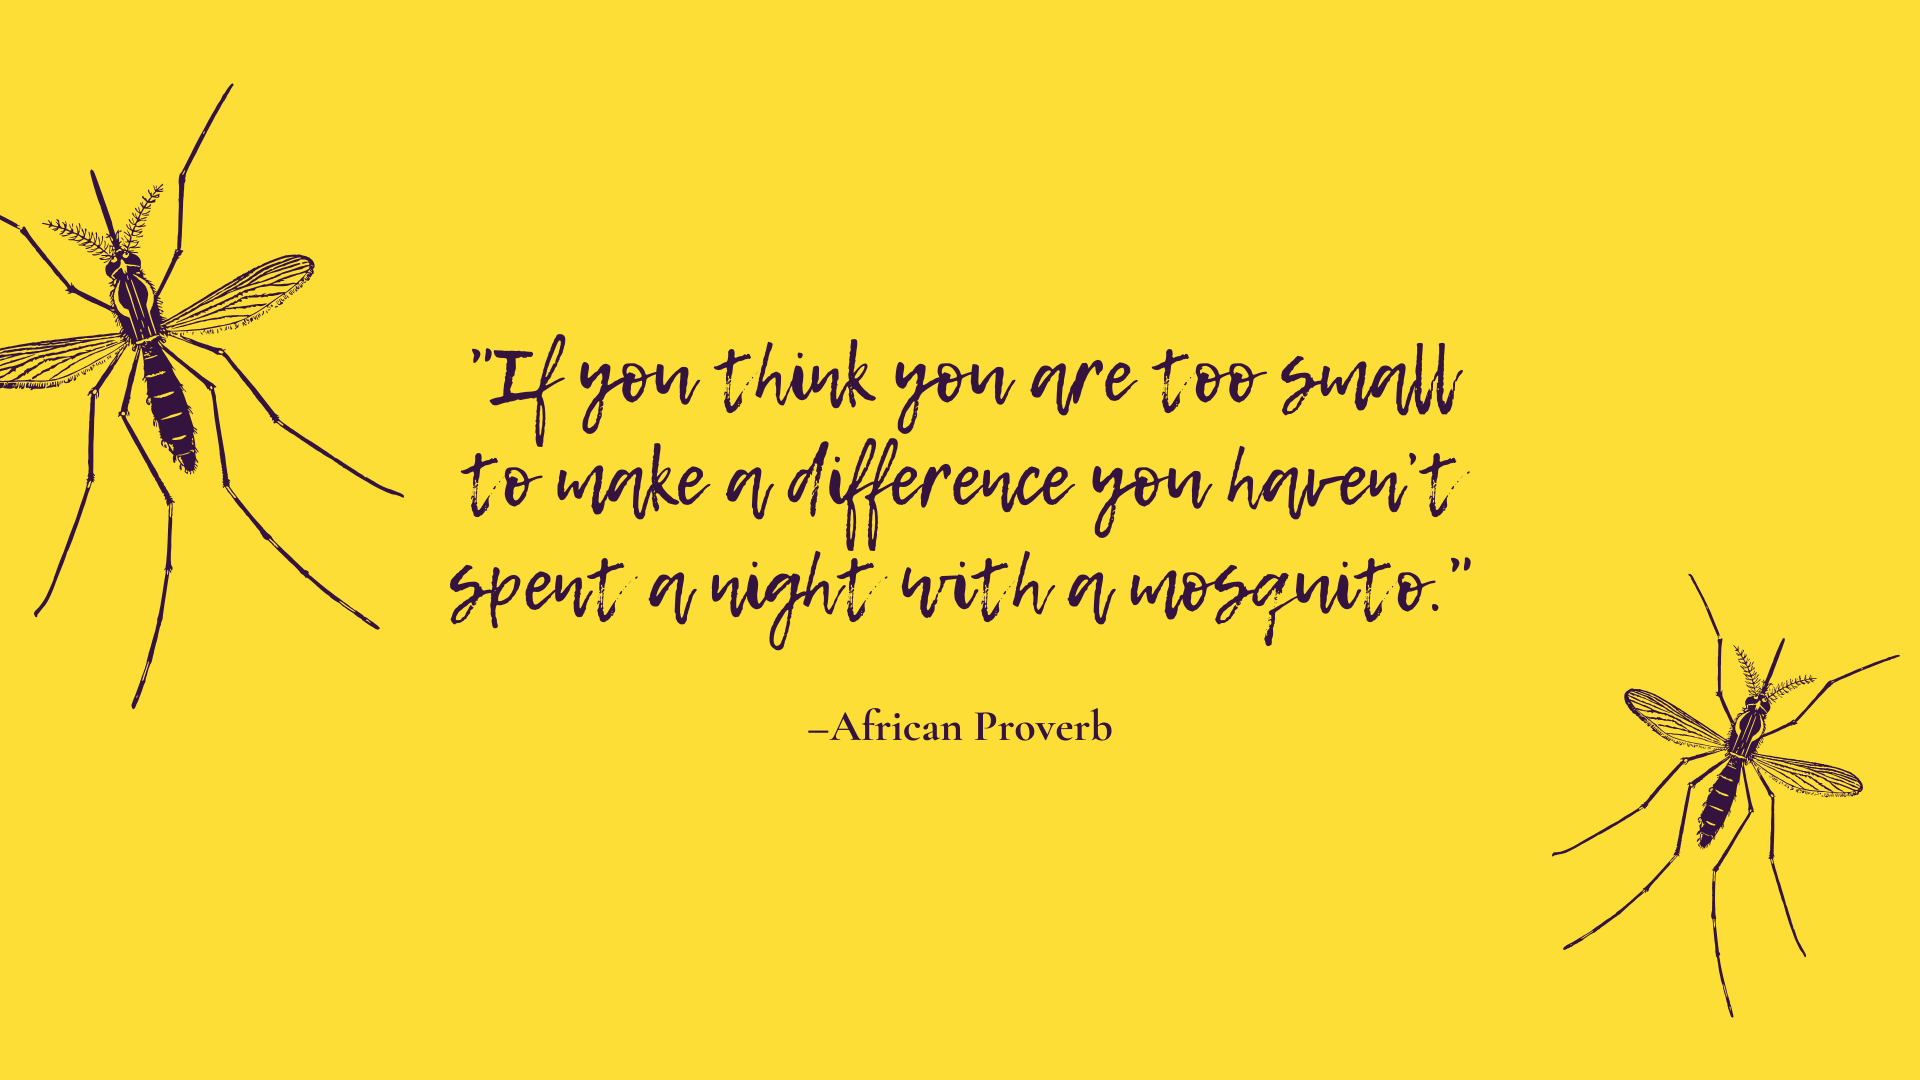 "If you think you are too small
to make a difference you haven't
spent a night with a mosquito."
–African Proverb